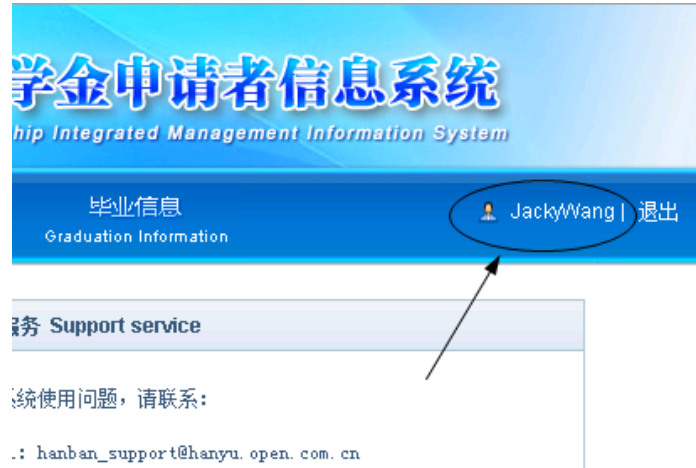 学金申请者信息系统
hip Integrated Management Information System
毕业信息
Graduation Information
JackyWang | 退出
服务 Support service
系统使用问题，请联系：
.: hanban_support@hanyu.open.com.cn